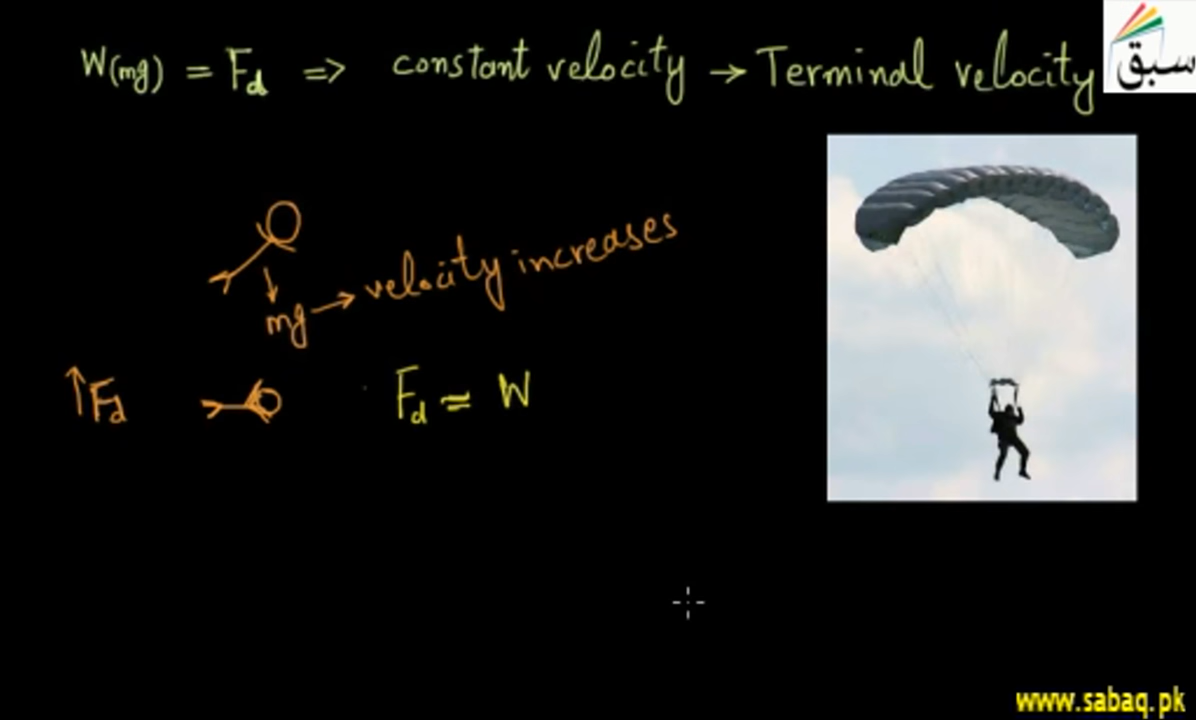 W(mg) = Fd => constant velocity → Terminal velocity
سبق
mg → velocity increases
↑Fd
Fd = W
www.sabaq.pk